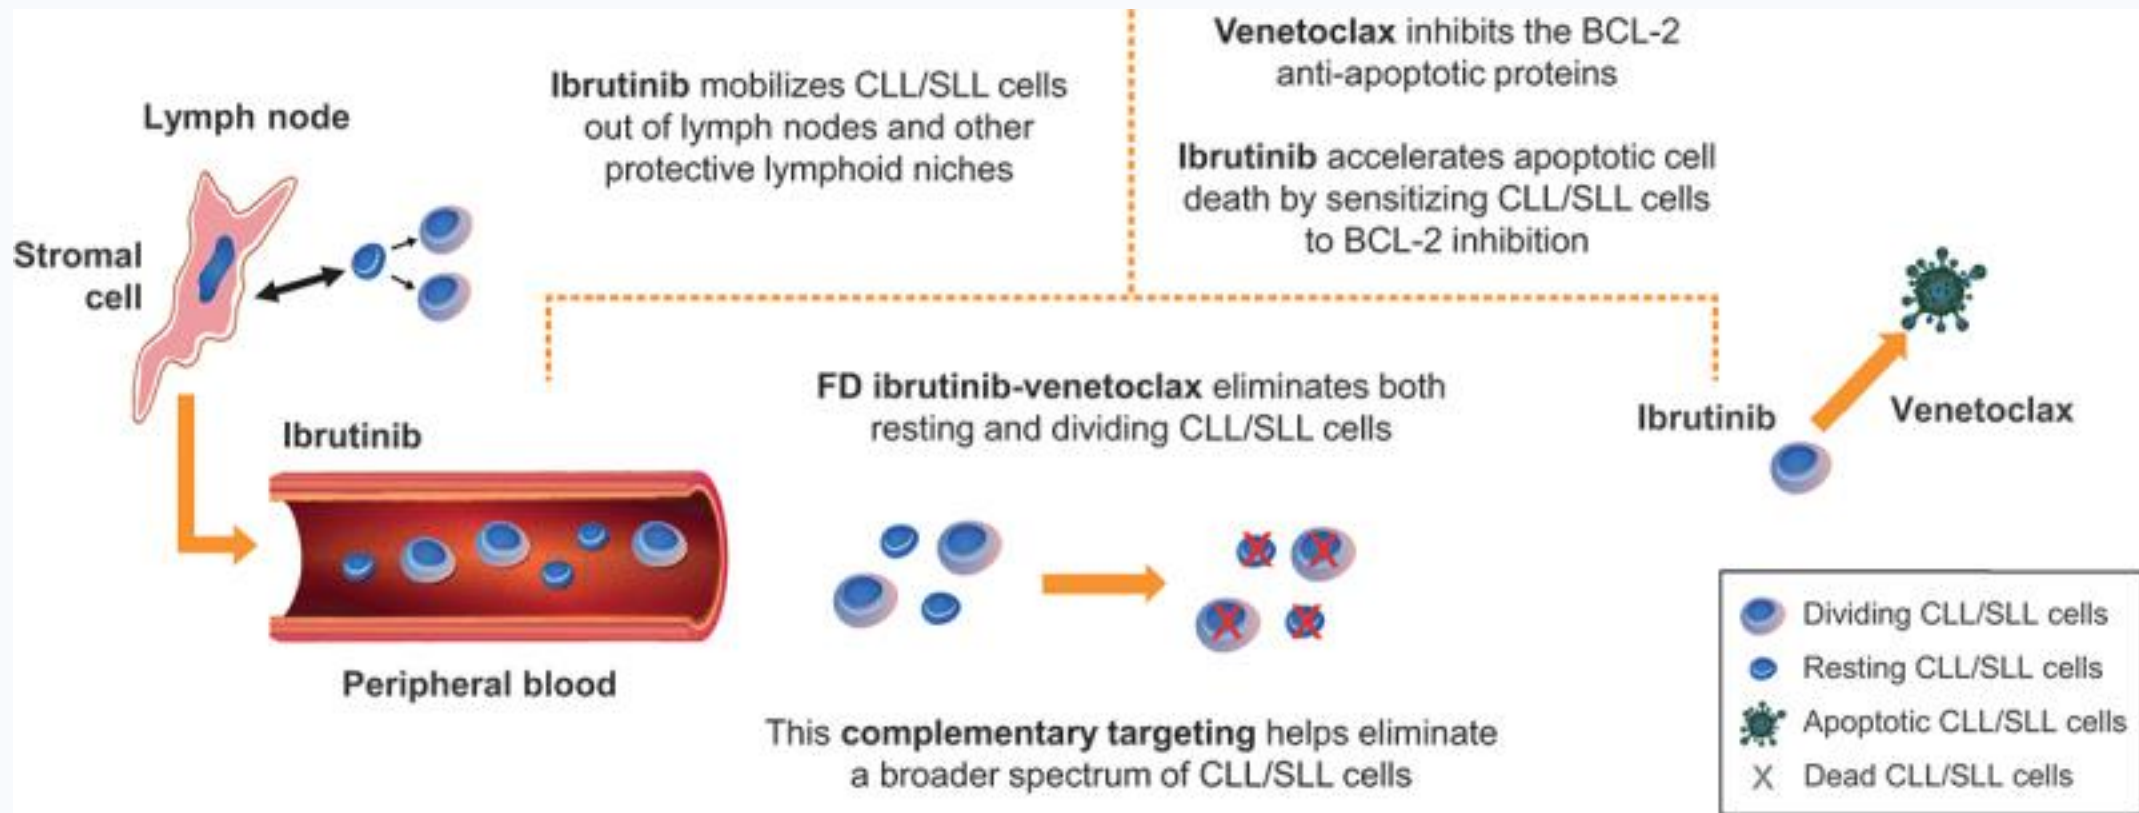 Lymph node
Stromal
cell
Ibrutinib mobilizes CLL/SLL cells
out of lymph nodes and other
protective lymphoid niches
Venetoclax inhibits the BCL-2
anti-apoptotic proteins
Ibrutinib accelerates apoptotic cell
death by sensitizing CLL/SLL cells
to BCL-2 inhibition
Ibrutinib
Peripheral blood
FD ibrutinib-venetoclax eliminates both
resting and dividing CLL/SLL cells
This complementary targeting helps eliminate
a broader spectrum of CLL/SLL cells
Ibrutinib
Venetoclax
Dividing CLL/SLL cells
Resting CLL/SLL cells
Apoptotic CLL/SLL cells
X Dead CLL/SLL cells